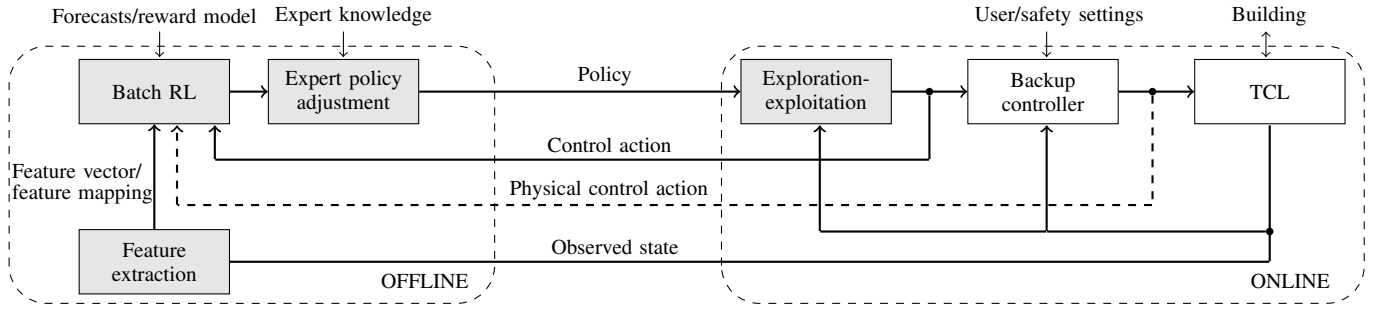 Forecasts/reward model
Expert knowledge
User/safety settings
Building
Batch RL
Expert policy
adjustment
Policy
Exploration-
exploitation
Backup
controller
TCL
Control action
Feature vector/
feature mapping
Physical control action
Feature
extraction
Observed state
OFFLINE
ONLINE